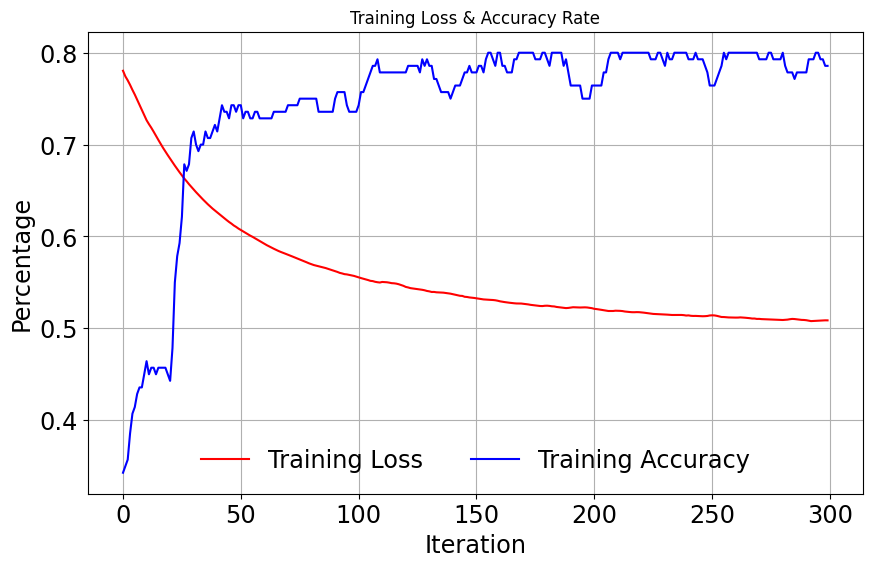 Training Loss & Accuracy Rate
0.8
0.7
0.6
0.5
0.4
Percentage
Training Loss Training Accuracy
0 50 100 150 200 250 300
Iteration